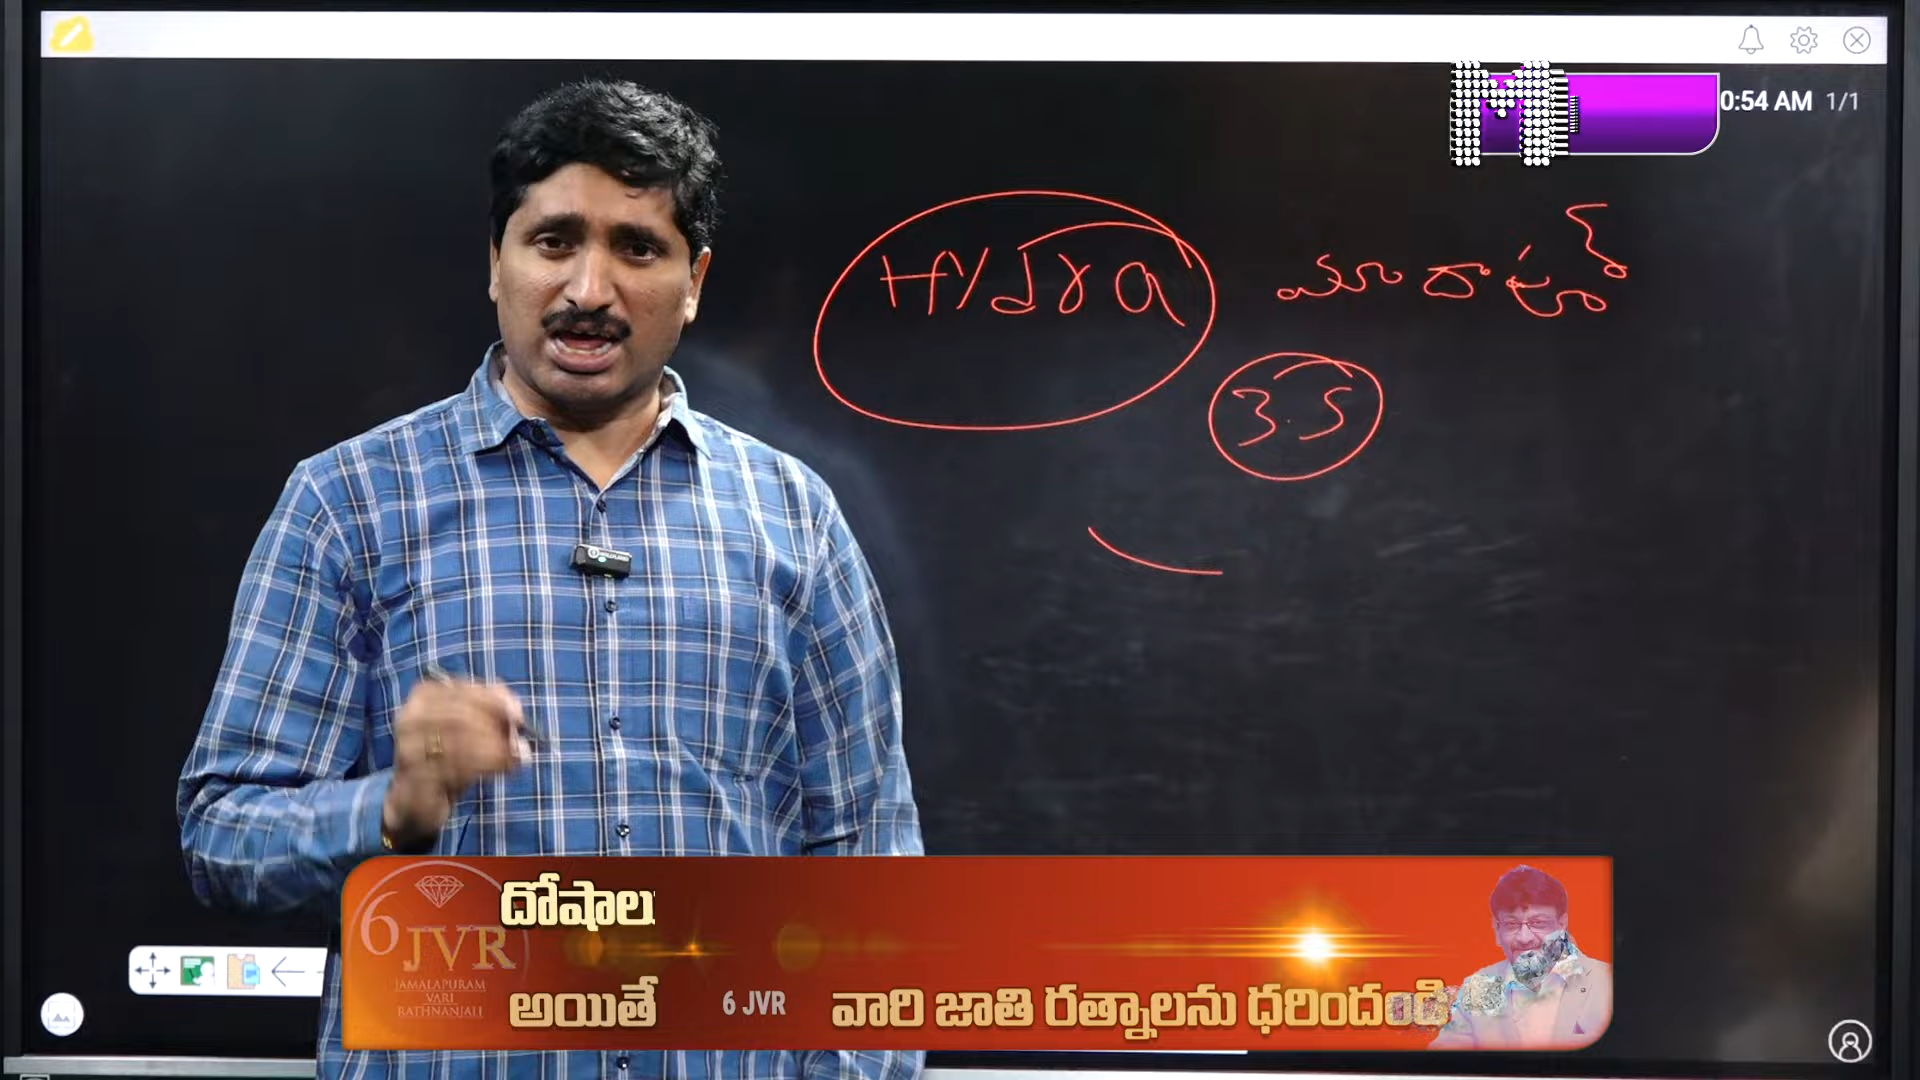 0:54 AM 1/1
M
Hydra
3.5
దోషాలు
6 JVR
JAMALAPURAM
VARI
RATHNANJALI
అయితే 6 JVR వారి జాతి రత్నాలను ధరించండి